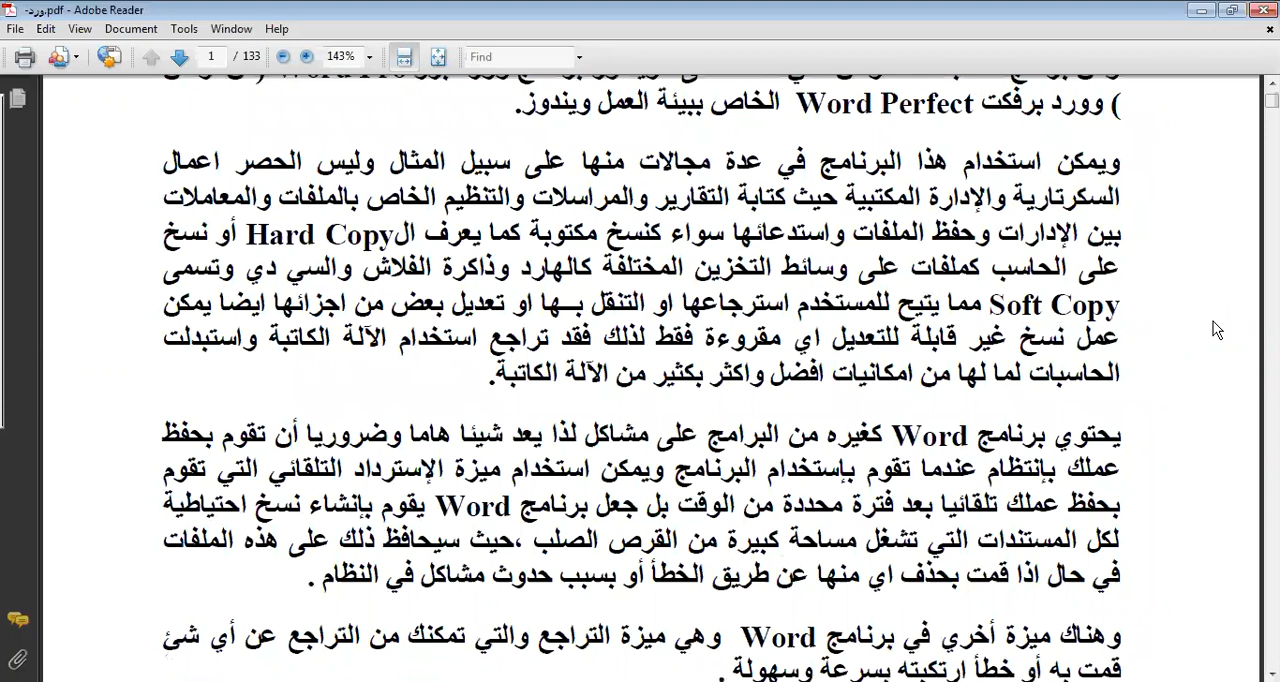 ورد-.pdf - Adobe Reader
File Edit View Document Tools Window Help
1 / 133 143% Find
) وورد برفكت Word Perfect الخاص ببيئة العمل ويندوز.
ويمكن استخدام هذا البرنامج في عدة مجالات منها على سبيل المثال وليس الحصر اعمال
السكرتارية والإدارة المكتبية حيث كتابة التقارير والمراسلات والتنظيم الخاص بالملفات والمعاملات
بين الإدارات وحفظ الملفات واستدعائها سواء كنسخ مكتوبة كما يعرف الHard Copy أو نسخ
على الحاسب كملفات على وسائط التخزين المختلفة كالهارد وذاكرة الفلاش والسي دي وتسمى
Soft Copy مما يتيح للمستخدم استرجاعها او التنقل بـها او تعديل بعض من اجزائها ايضا يمكن
عمل نسخ غير قابلة للتعديل اي مقروءة فقط لذلك فقد تراجع استخدام الآلة الكاتبة واستبدلت
الحاسبات لما لها من امكانيات افضل واكثر بكثير من الآلة الكاتبة.
يحتوي برنامج Word كغيره من البرامج على مشاكل لذا يعد شيئا هاما وضروريا أن تقوم بحفظ
عملك بإنتظام عندما تقوم بإستخدام البرنامج ويمكن استخدام ميزة الإسترداد التلقائي التي تقوم
بحفظ عملك تلقائيا بعد فترة محددة من الوقت بل جعل برنامج Word يقوم بإنشاء نسخ احتياطية
لكل المستندات التي تشغل مساحة كبيرة من القرص الصلب ،حيث سيحافظ ذلك على هذه الملفات
في حال اذا قمت بحذف اي منها عن طريق الخطأ أو بسبب حدوث مشاكل في النظام .
وهناك ميزة أخري في برنامج Word وهي ميزة التراجع والتي تمكنك من التراجع عن أي شئ
قمت به أو خطأ ارتكبته بسرعة وسهولة .